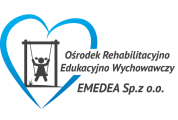 Ośrodek Rehabilitacyjno
Edukacyjno Wychowawczy
EMEDEA Sp.z o.o.